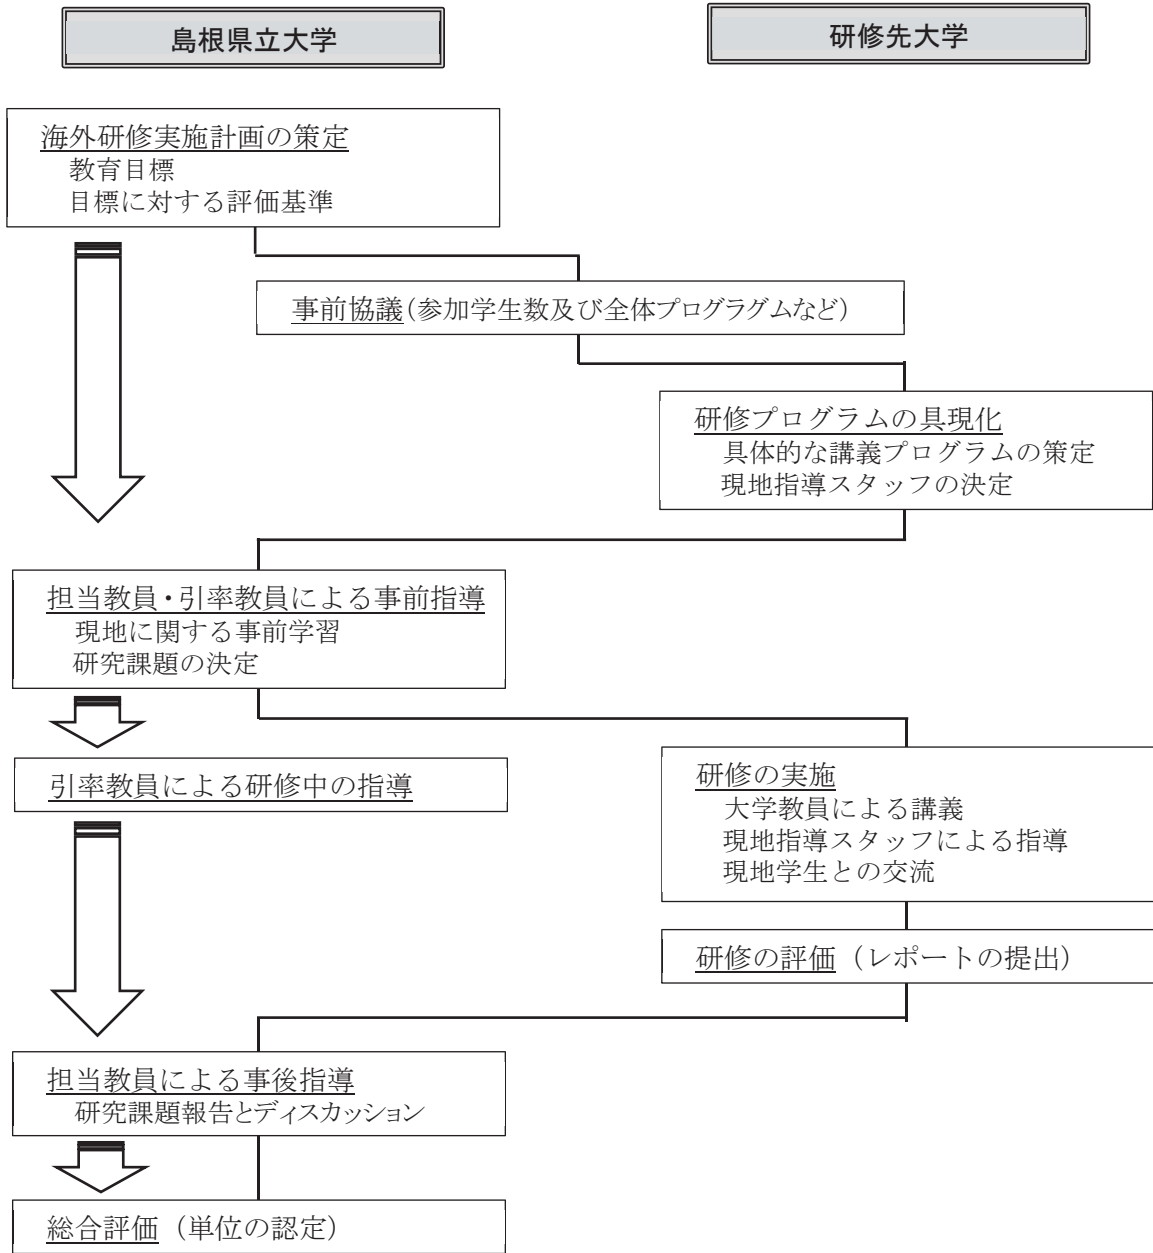 島根県立大学
研修先大学
海外研修実施計画の策定
教育目標
目標に対する評価基準
事前協議(参加学生数及び全体プログラグムなど)
研修プログラムの具現化
具体的な講義プログラムの策定
現地指導スタッフの決定
担当教員・引率教員による事前指導
現地に関する事前学習
研究課題の決定
引率教員による研修中の指導
研修の実施
大学教員による講義
現地指導スタッフによる指導
現地学生との交流
研修の評価（レポートの提出）
担当教員による事後指導
研究課題報告とディスカッション
総合評価（単位の認定）